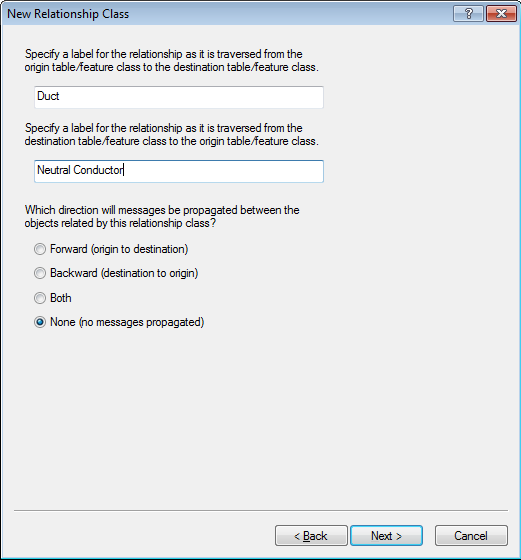 New Relationship Class
Specify a label for the relationship as it is traversed from the
origin table/feature class to the destination table/feature class.
Duct
Specify a label for the relationship as it is traversed from the
destination table/feature class to the origin table/feature class.
Neutral Conductor
Which direction will messages be propagated between the
objects related by this relationship class?
Forward (origin to destination)
Backward (destination to origin)
Both
None (no messages propagated)
< Back Next > Cancel